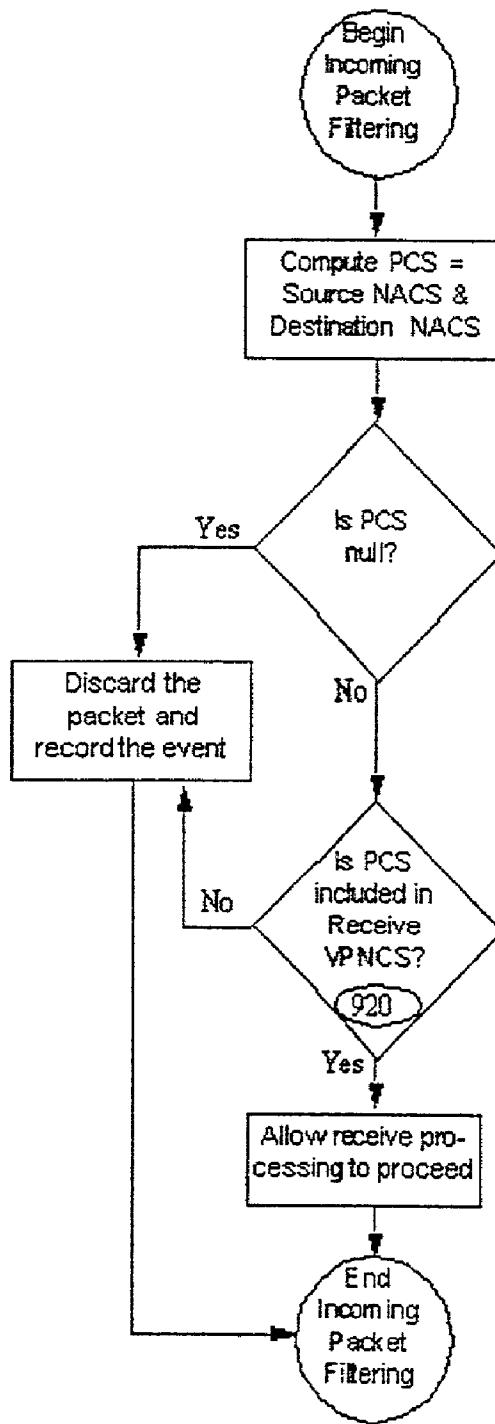 Begin
Incoming
Packet
Filtering
Compute PCS =
Source NACS &
Destination NACS
Is PCS
null?
Yes
No
Discard the
packet and
record the event
Is PCS
included in
Receive
VPNCS?
920
No
Yes
Allow receive pro-
cessing to proceed
End
Incoming
Packet
Filtering